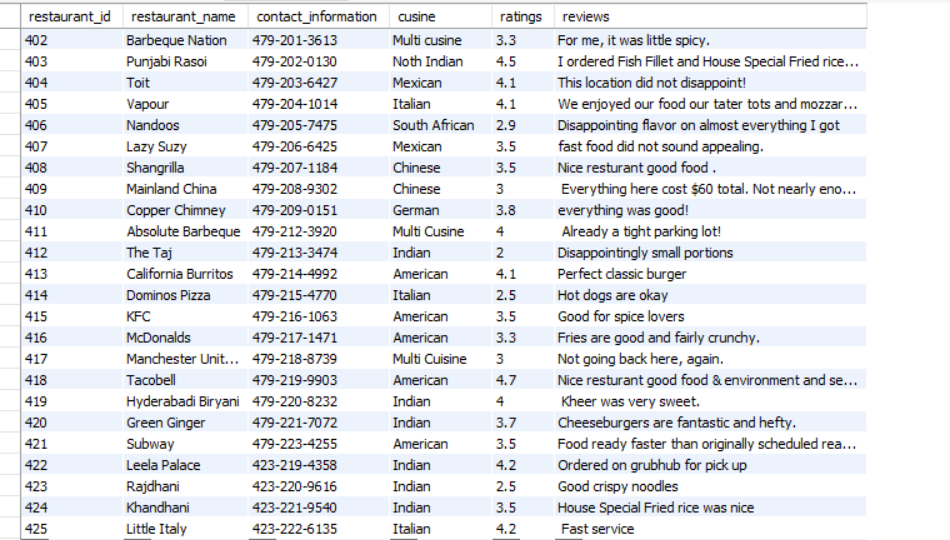 restaurant_id restaurant_name contact_information cusine ratings reviews
402 Barbeque Nation 479-201-3613 Multi cusine 3.3 For me, it was little spicy.
403 Punjabi Rasoi 479-202-0130 Noth Indian 4.5 I ordered Fish Fillet and House Special Fried rice...
404 Toit 479-203-6427 Mexican 4.1 This location did not disappoint!
405 Vapour 479-204-1014 Italian 4.1 We enjoyed our food our tater tots and mozzar...
406 Nandoos 479-205-7475 South African 2.9 Disappointing flavor on almost everything I got
407 Lazy Suzy 479-206-6425 Mexican 3.5 fast food did not sound appealing.
408 Shangrilla 479-207-1184 Chinese 3.5 Nice resturant good food .
409 Mainland China 479-208-9302 Chinese 3 Everything here cost $60 total. Not nearly eno...
410 Copper Chimney 479-209-0151 German 3.8 everything was good!
411 Absolute Barbeque 479-212-3920 Multi Cusine 4 Already a tight parking lot!
412 The Taj 479-213-3474 Indian 2 Disappointingly small portions
413 California Burritos 479-214-4992 American 4.1 Perfect classic burger
414 Dominos Pizza 479-215-4770 Italian 2.5 Hot dogs are okay
415 KFC 479-216-1063 American 3.5 Good for spice lovers
416 McDonalds 479-217-1471 American 3.3 Fries are good and fairly crunchy.
417 Manchester Unit... 479-218-8739 Multi Cuisine 3 Not going back here, again.
418 Tacobell 479-219-9903 American 4.7 Nice resturant good food & environment and se...
419 Hyderabadi Biryani 479-220-8232 Indian 4 Kheer was very sweet.
420 Green Ginger 479-221-7072 Indian 3.7 Cheeseburgers are fantastic and hefty.
421 Subway 479-223-4255 American 3.5 Food ready faster than originally scheduled rea...
422 Leela Palace 423-219-4358 Indian 4.2 Ordered on grubhub for pick up
423 Rajdhani 423-220-9616 Indian 2.5 Good crispy noodles
424 Khandhani 423-221-9540 Indian 3.5 House Special Fried rice was nice
425 Little Italy 423-222-6135 Italian 4.2 Fast service